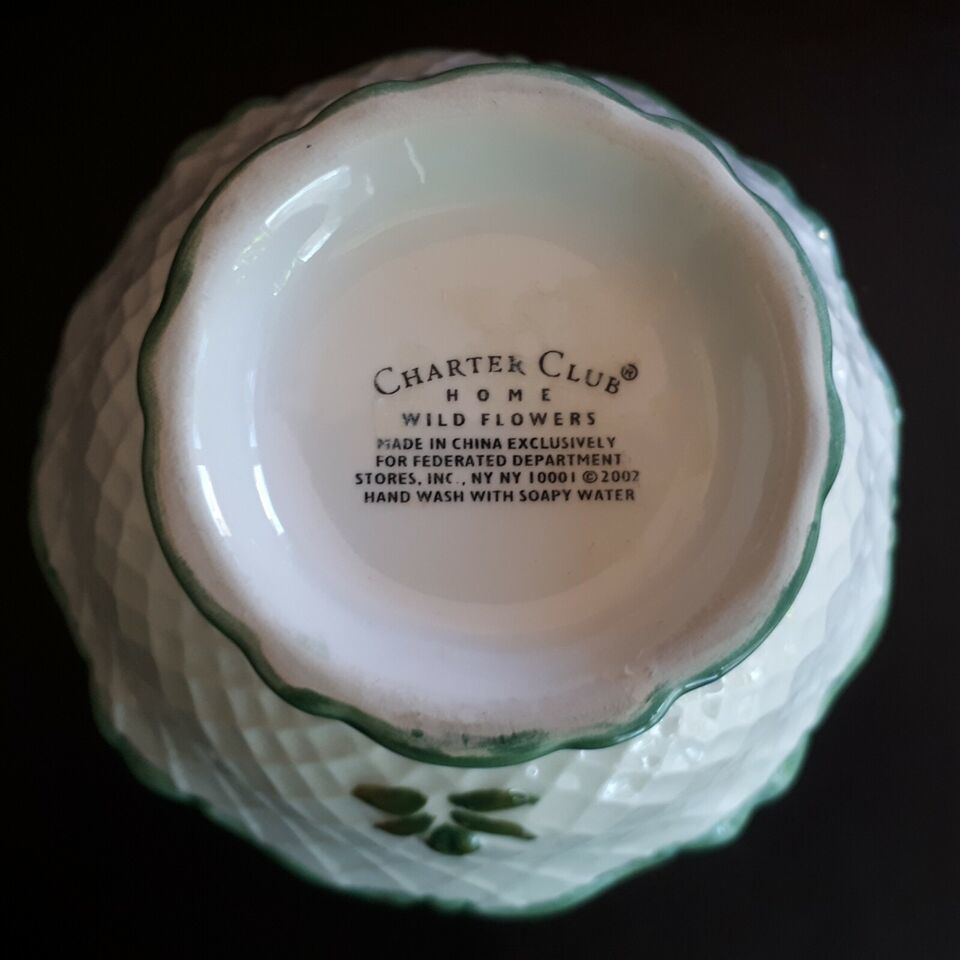 CHARTER CLUB®
HOME
WILD FLOWERS
MADE IN CHINA EXCLUSIVELY
FOR FEDERATED DEPARTMENT
STORES, INC., NY NY 10001 ©2002
HAND WASH WITH SOAPY WATER